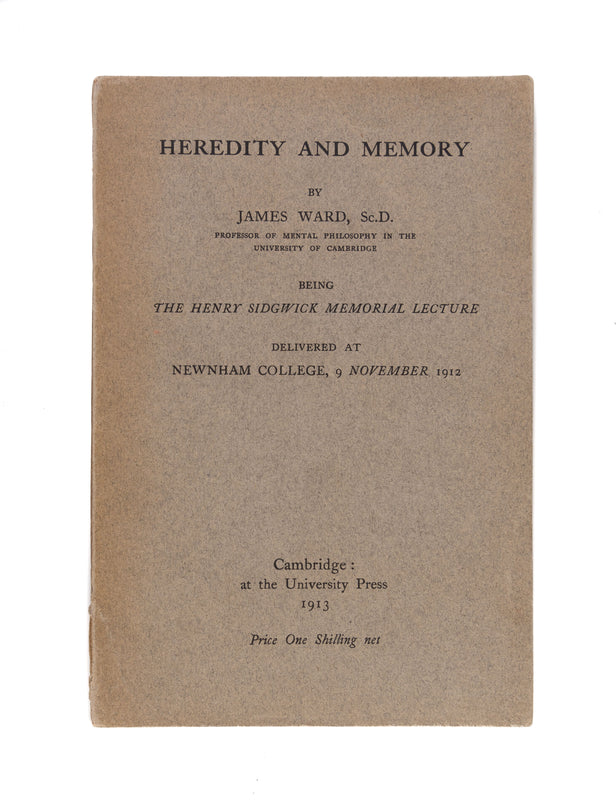 HEREDITY AND MEMORY
BY
JAMES WARD, Sc.D.
PROFESSOR OF MENTAL PHILOSOPHY IN THE
UNIVERSITY OF CAMBRIDGE
BEING
THE HENRY SIDGWICK MEMORIAL LECTURE
DELIVERED AT
NEWNHAM COLLEGE, 9 NOVEMBER 1912
Cambridge:
at the University Press
1913
Price One Shilling net